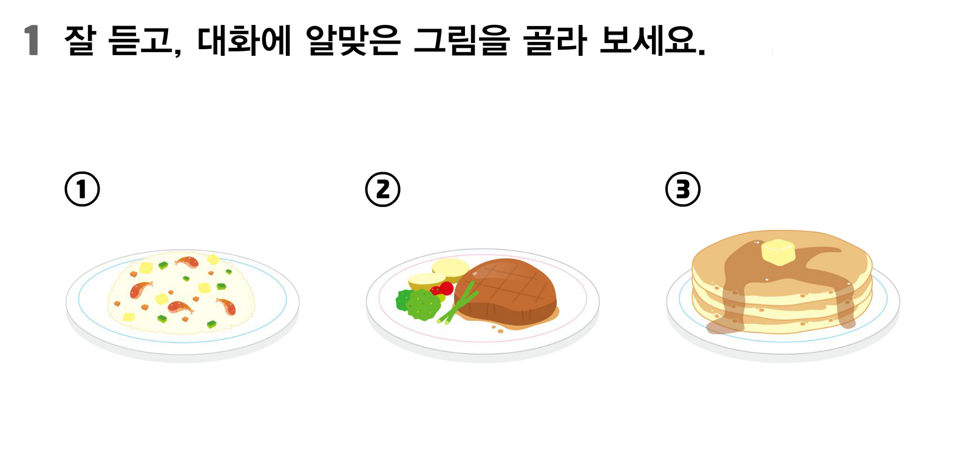 1 잘 듣고, 대화에 알맞은 그림을 골라 보세요.
① ② ③